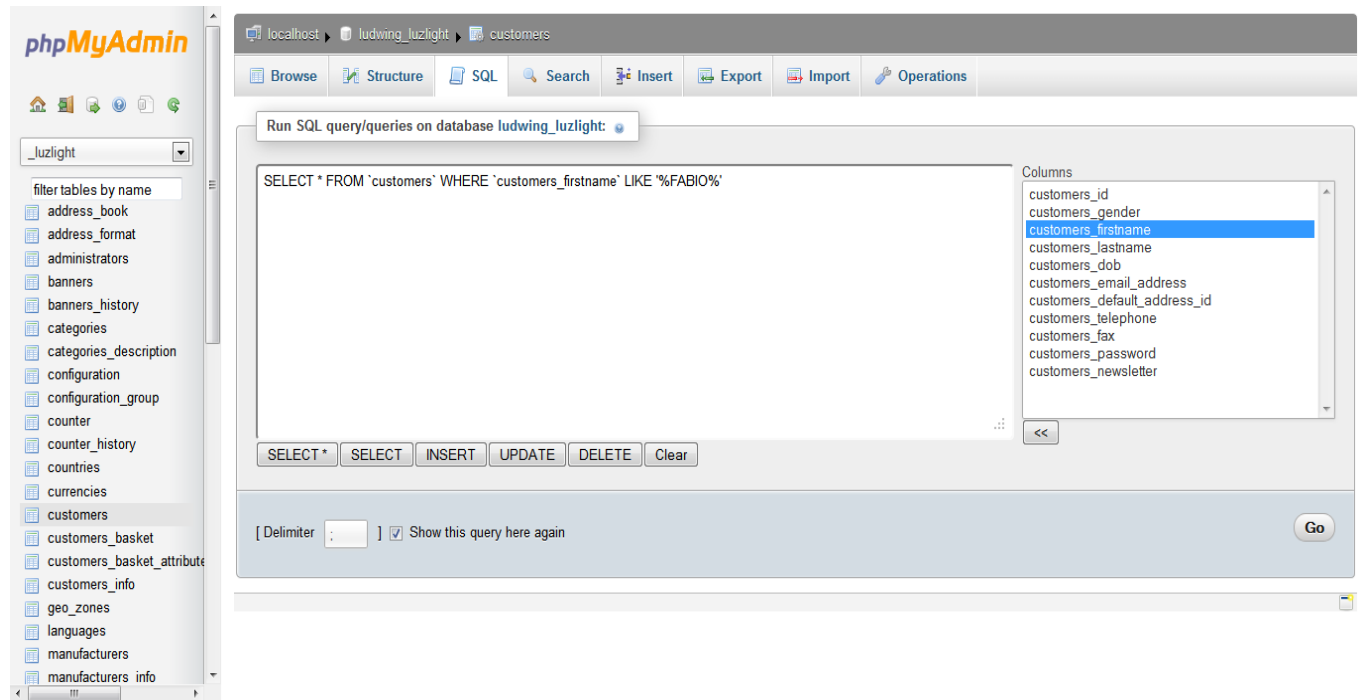 phpMyAdmin
_luzlight
filter tables by name
address_book
address_format
administrators
banners
banners_history
categories
categories_description
configuration
configuration_group
counter
counter_history
countries
currencies
customers
customers_basket
customers_basket_attribute
customers_info
geo_zones
languages
manufacturers
manufacturers_info
localhost ludwing_luzlight customers
Browse Structure SQL Search Insert Export Import Operations
Run SQL query/queries on database ludwing_luzlight:
SELECT * FROM `customers` WHERE `customers_firstname` LIKE '%FABIO%'
Columns
customers_id
customers_gender
customers_firstname
customers_lastname
customers_dob
customers_email_address
customers_default_address_id
customers_telephone
customers_fax
customers_password
customers_newsletter
<<
SELECT * SELECT INSERT UPDATE DELETE Clear
[ Delimiter ; ] Show this query here again
Go